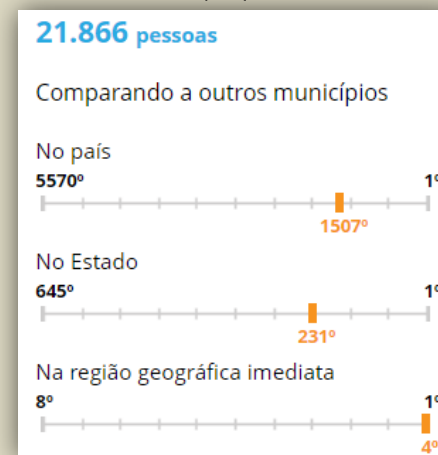 21.866 pessoas
Comparando a outros municípios
No país
5570º 1º
1507º
No Estado
645º 1º
231º
Na região geográfica imediata
8º 1º
4º